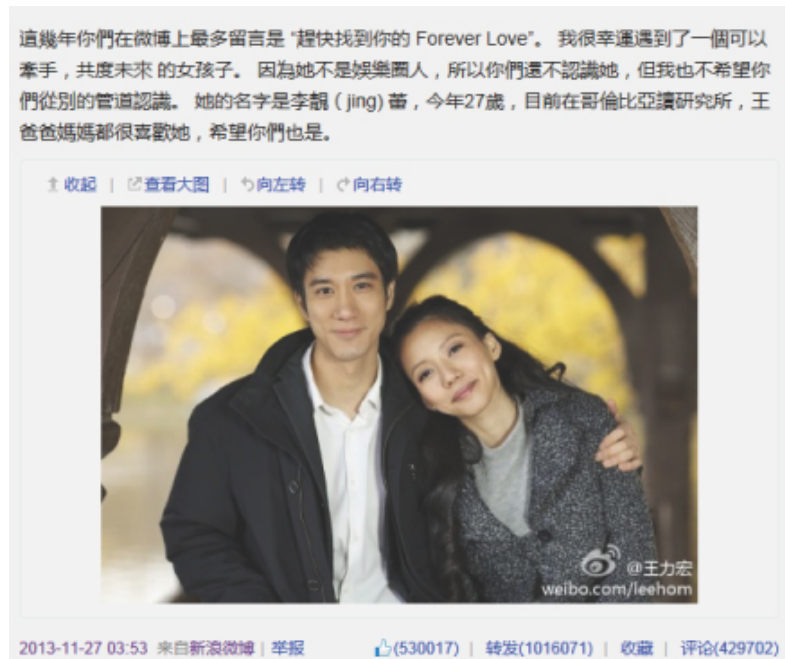 這幾年你們在微博上最多留言是 “趕快找到你的 Forever Love”。 我很幸運遇到了一個可以
牽手，共度未來 的女孩子。 因為她不是娛樂圈人，所以你們還不認識她，但我也不希望你
們從別的管道認識。 她的名字是李靚（jing) 蕾，今年27歲，目前在哥倫比亞讀研究所，王
爸爸媽媽都很喜歡她，希望你們也是。
收起 | 查看大图 | 向左转 | 向右转
@王力宏
weibo.com/leehom
2013-11-27 03:53 来自新浪微博 | 举报 (530017) | 转发(1016071) | 收藏 | 评论(429702)